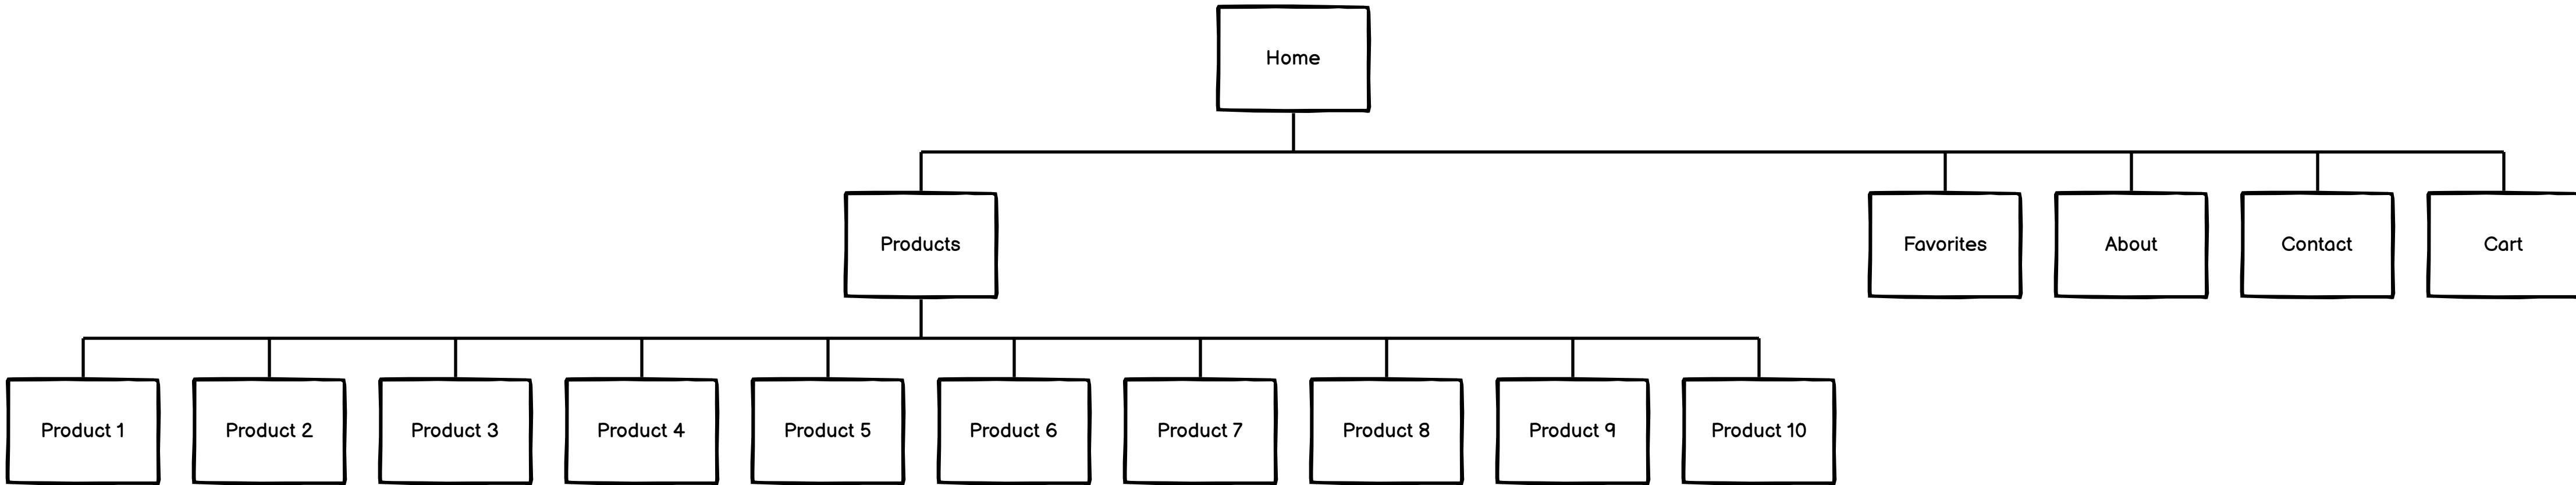 Home
Products
Favorites
About
Contact
Cart
Product 1
Product 2
Product 3
Product 4
Product 5
Product 6
Product 7
Product 8
Product 9
Product 10